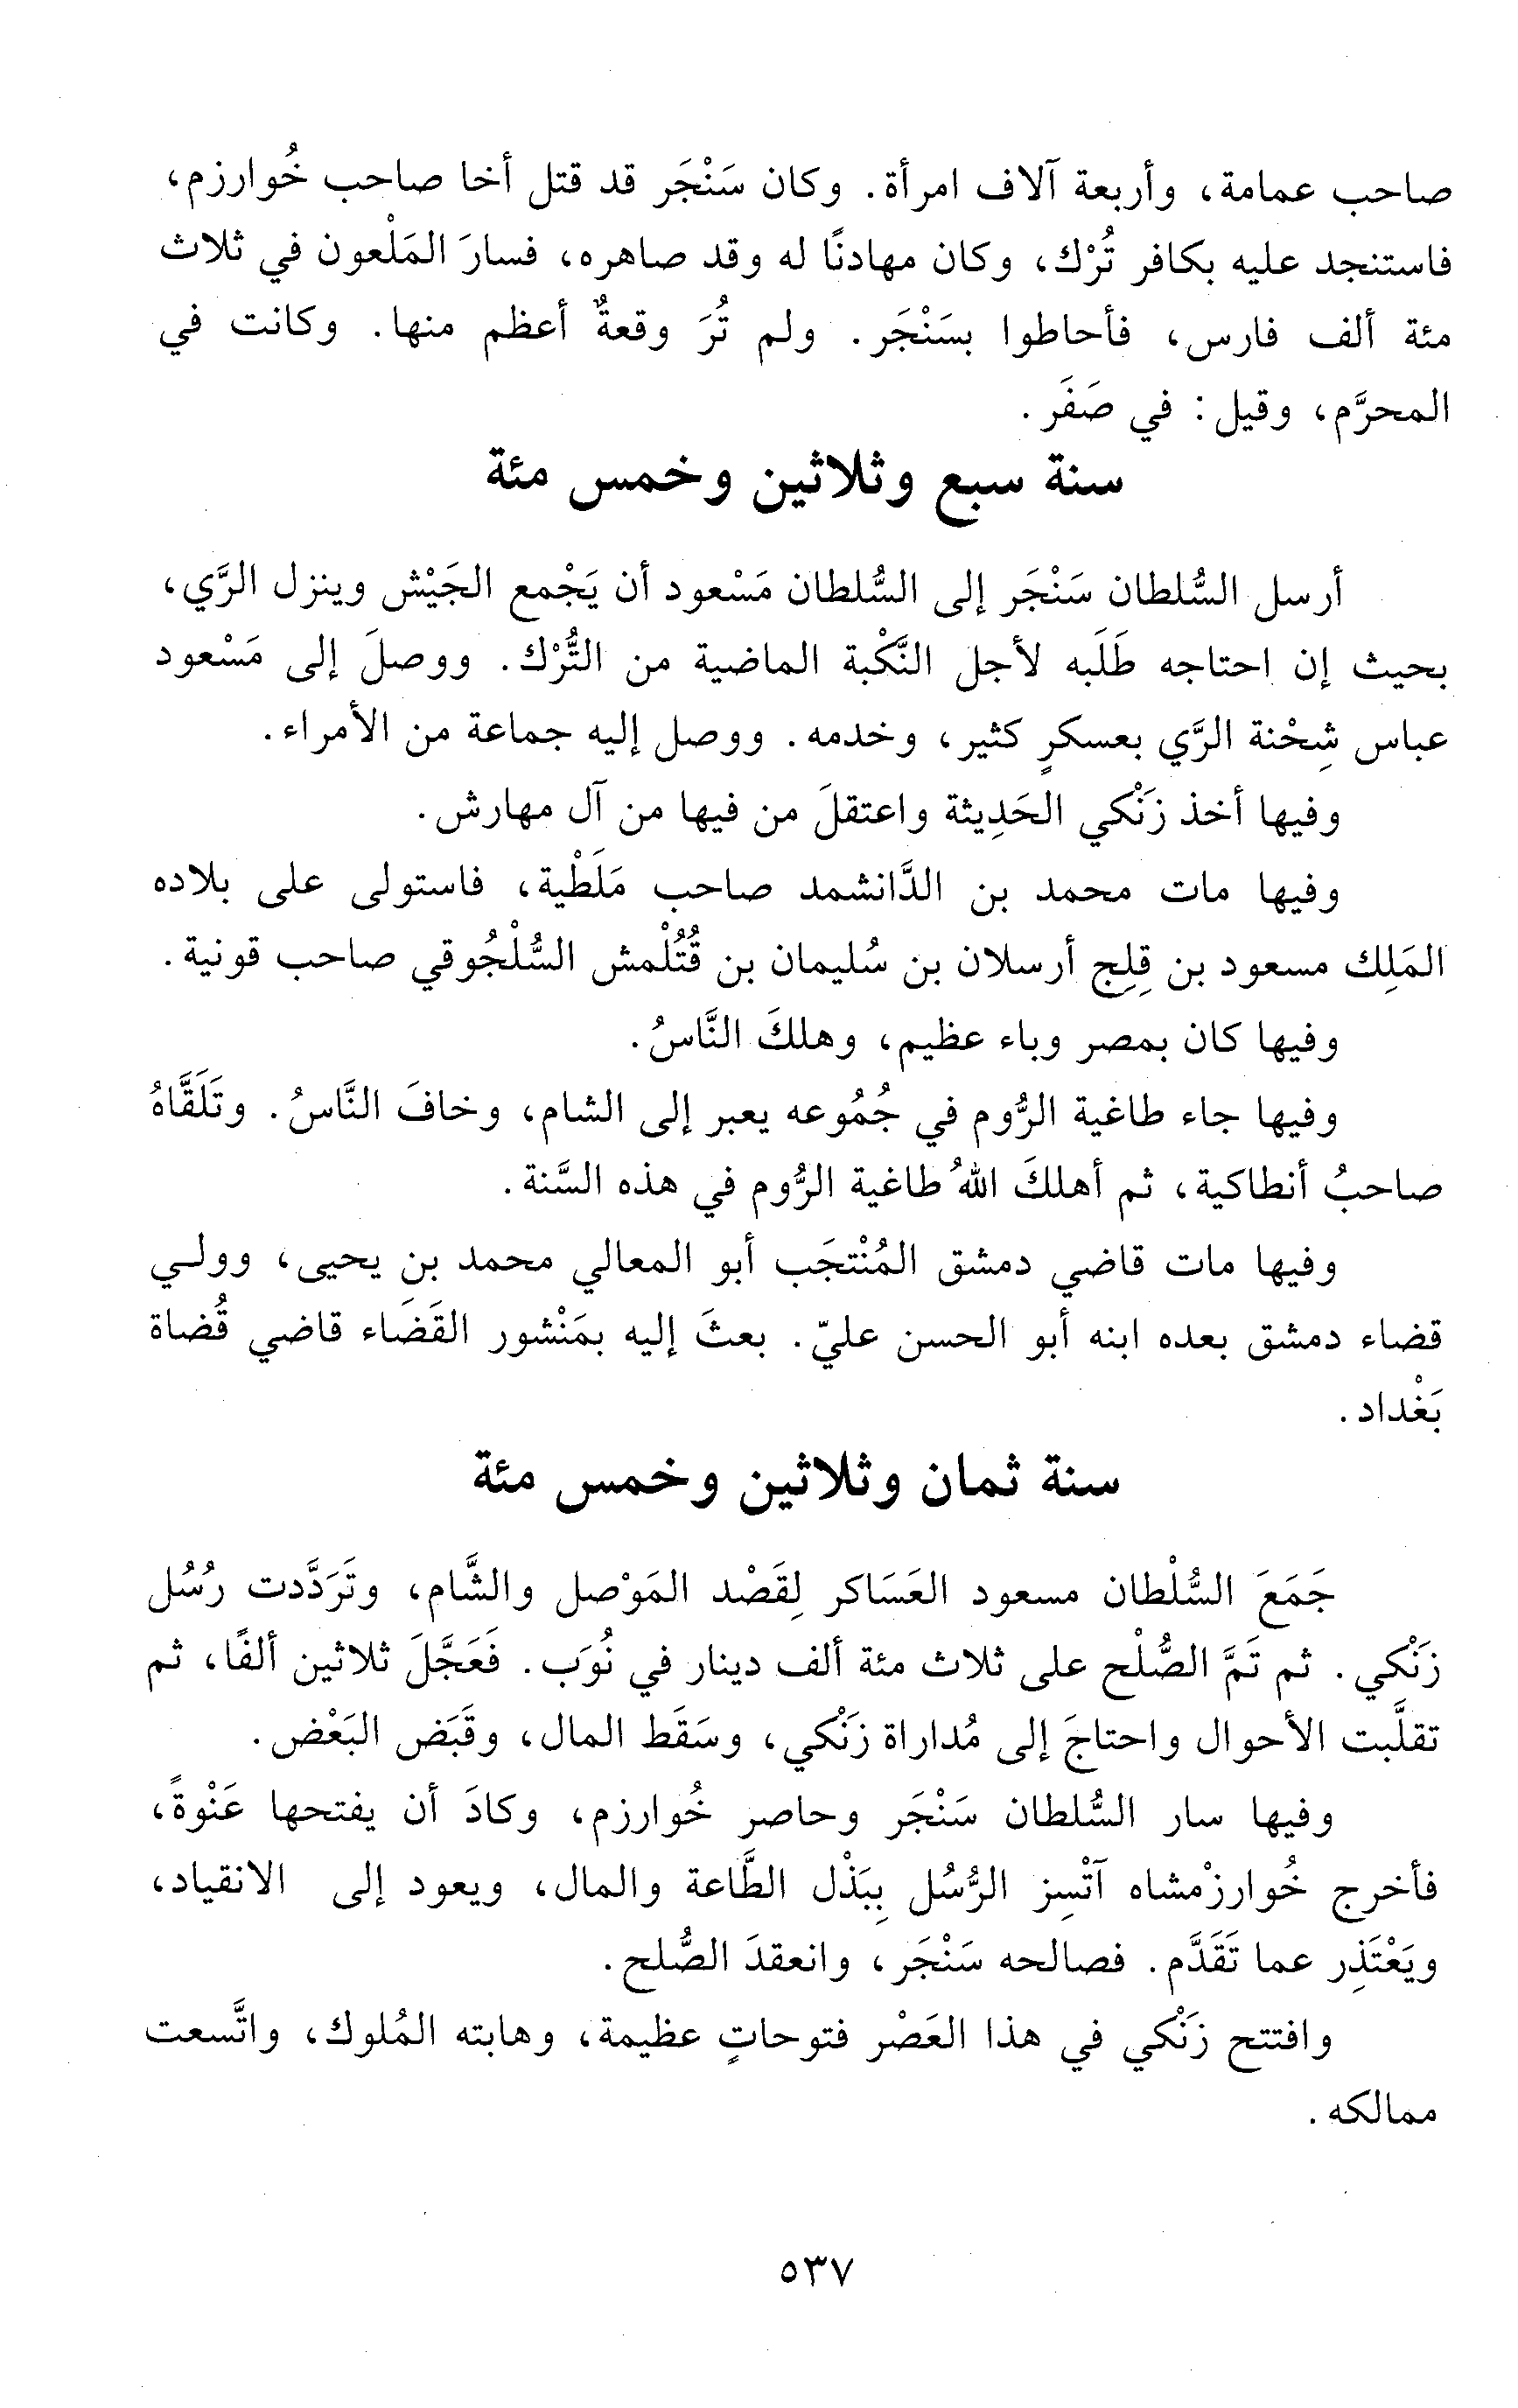 صاحب عمامة، وأربعة آلاف امرأة. وكان سَنْجَر قد قتل أخا صاحب خُوارزم،
فاستنجد عليه بكافر تُرْك، وكان مهادنًا له وقد صاهره، فسارَ المَلْعون في ثلاث
مئة ألف فارس، فأحاطوا بسَنْجَر. ولم تُرَ وقعةٌ أعظم منها. وكانت في
المحرَّم، وقيل: في صَفَر.
سنة سبع وثلاثين وخمس مئة
أرسل السُّلطان سَنْجَر إلى السُّلطان مَسْعود أن يَجْمع الجَيْش وينزل الرَّي،
بحيث إن احتاجه طَلَبه لأجل النَّكْبة الماضية من التُّرْك. ووصلَ إلى مَسْعود
عباس شِحْنة الرَّي بعسكرٍ كثير، وخدمه. ووصل إليه جماعة من الأمراء.
وفيها أخذ زَنْكي الحَدِيثة واعتقلَ من فيها من آل مهارش.
وفيها مات محمد بن الدَّانشمد صاحب مَلَطْية، فاستولى على بلاده
المَلِك مسعود بن قِلِج أرسلان بن سُليمان بن قُتُلْمش السُّلْجُوقي صاحب قونية.
وفيها كان بمصر وباء عظيم، وهلكَ النَّاسُ.
وفيها جاء طاغية الرُّوم في جُمُوعه يعبر إلى الشام، وخافَ النَّاسُ. وتَلَقَّاهُ
صاحبُ أنطاكية، ثم أهلكَ اللهُ طاغية الرُّوم في هذه السَّنة.
وفيها مات قاضي دمشق المُنْتجَب أبو المعالي محمد بن يحيى، وولي
قضاء دمشق بعده ابنه أبو الحسن عليّ. بعثَ إليه بمَنْشور القَضَاء قاضي قُضاة
بَغْداد.
سنة ثمان وثلاثين وخمس مئة
جَمَعَ السُّلْطان مسعود العَسَاكر لِقَصْد المَوْصل والشَّام، وتَرَدَّدت رُسُل
زَنْكي. ثم تَمَّ الصُّلْح على ثلاث مئة ألف دينار في نُوَب. فَعَجَّلَ ثلاثين ألفًا، ثم
تقلَّبت الأحوال واحتاجَ إلى مُداراة زَنْكي، وسَقَط المال، وقَبَض البَعْض.
وفيها سار السُّلطان سَنْجَر وحاصر خُوارزم، وكادَ أن يفتحها عَنْوةً،
فأخرج خُوارزْمشاه آتْسِز الرُّسُل بِبَذْل الطَّاعة والمال، ويعود إلى الانقياد،
ويَعْتَذِر عما تَقَدَّم. فصالحه سَنْجَر، وانعقدَ الصُّلح.
وافتتح زَنْكي في هذا العَصْر فتوحاتٍ عظيمة، وهابته المُلوك، واتَّسعت
ممالكه.
٥٣٧